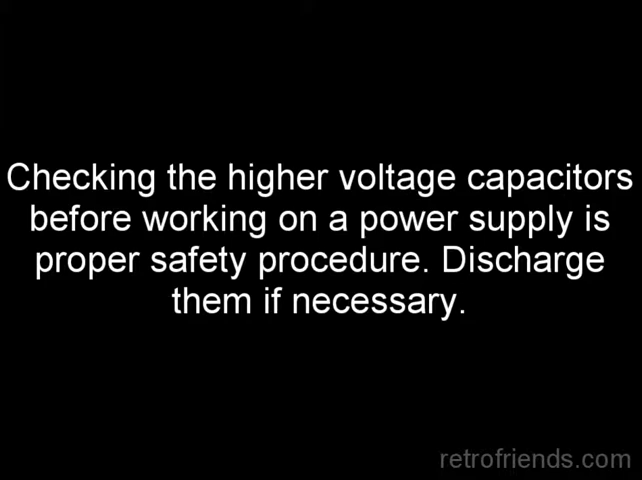 Checking the higher voltage capacitors
before working on a power supply is
proper safety procedure. Discharge
them if necessary.
retrofriends.com